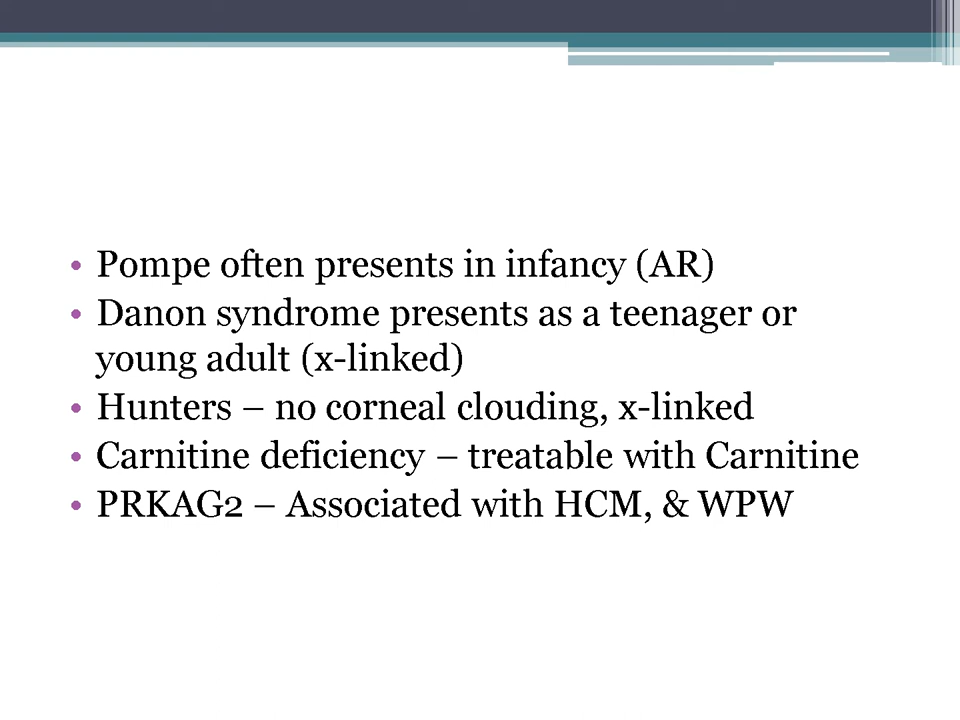 • Pompe often presents in infancy (AR)
• Danon syndrome presents as a teenager or
young adult (x-linked)
• Hunters – no corneal clouding, x-linked
• Carnitine deficiency – treatable with Carnitine
• PRKAG2 – Associated with HCM, & WPW